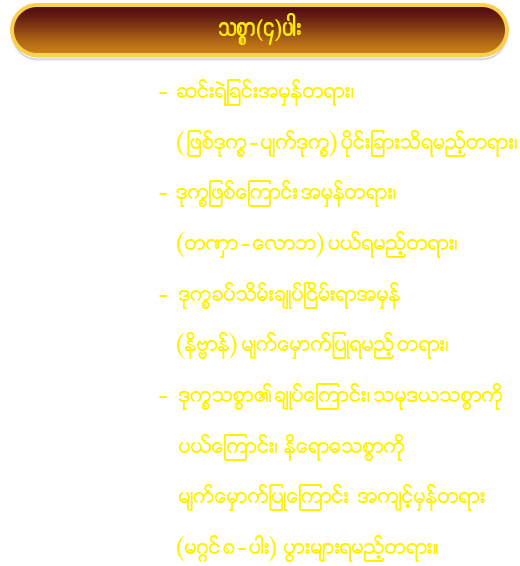 သစ္စာ(၄)ပါး
- ဆင်းရဲခြင်းအမှန်တရား၊
(ဖြစ်ဒုက္ခ - ပျက်ဒုက္ခ) ပိုင်းခြားသိရမည့်တရား၊
- ဒုက္ခဖြစ်ကြောင်း အမှန်တရား၊
(တဏှာ - လောဘ) ပယ်ရမည့်တရား၊
- ဒုက္ခခပ်သိမ်းချုပ်ငြိမ်းရာအမှန်
(နိဗ္ဗာန်) မျက်မှောက်ပြုရမည့် တရား၊
- ဒုက္ခသစ္စာ၏ချုပ်ကြောင်း၊ သမုဒယသစ္စာကို
ပယ်ကြောင်း၊ နိရောဓသစ္စာကို
မျက်မှောက်ပြုကြောင်း အကျင့်မှန်တရား
(မဂ္ဂင် ၈ - ပါး) ပွားများရမည့်တရား။